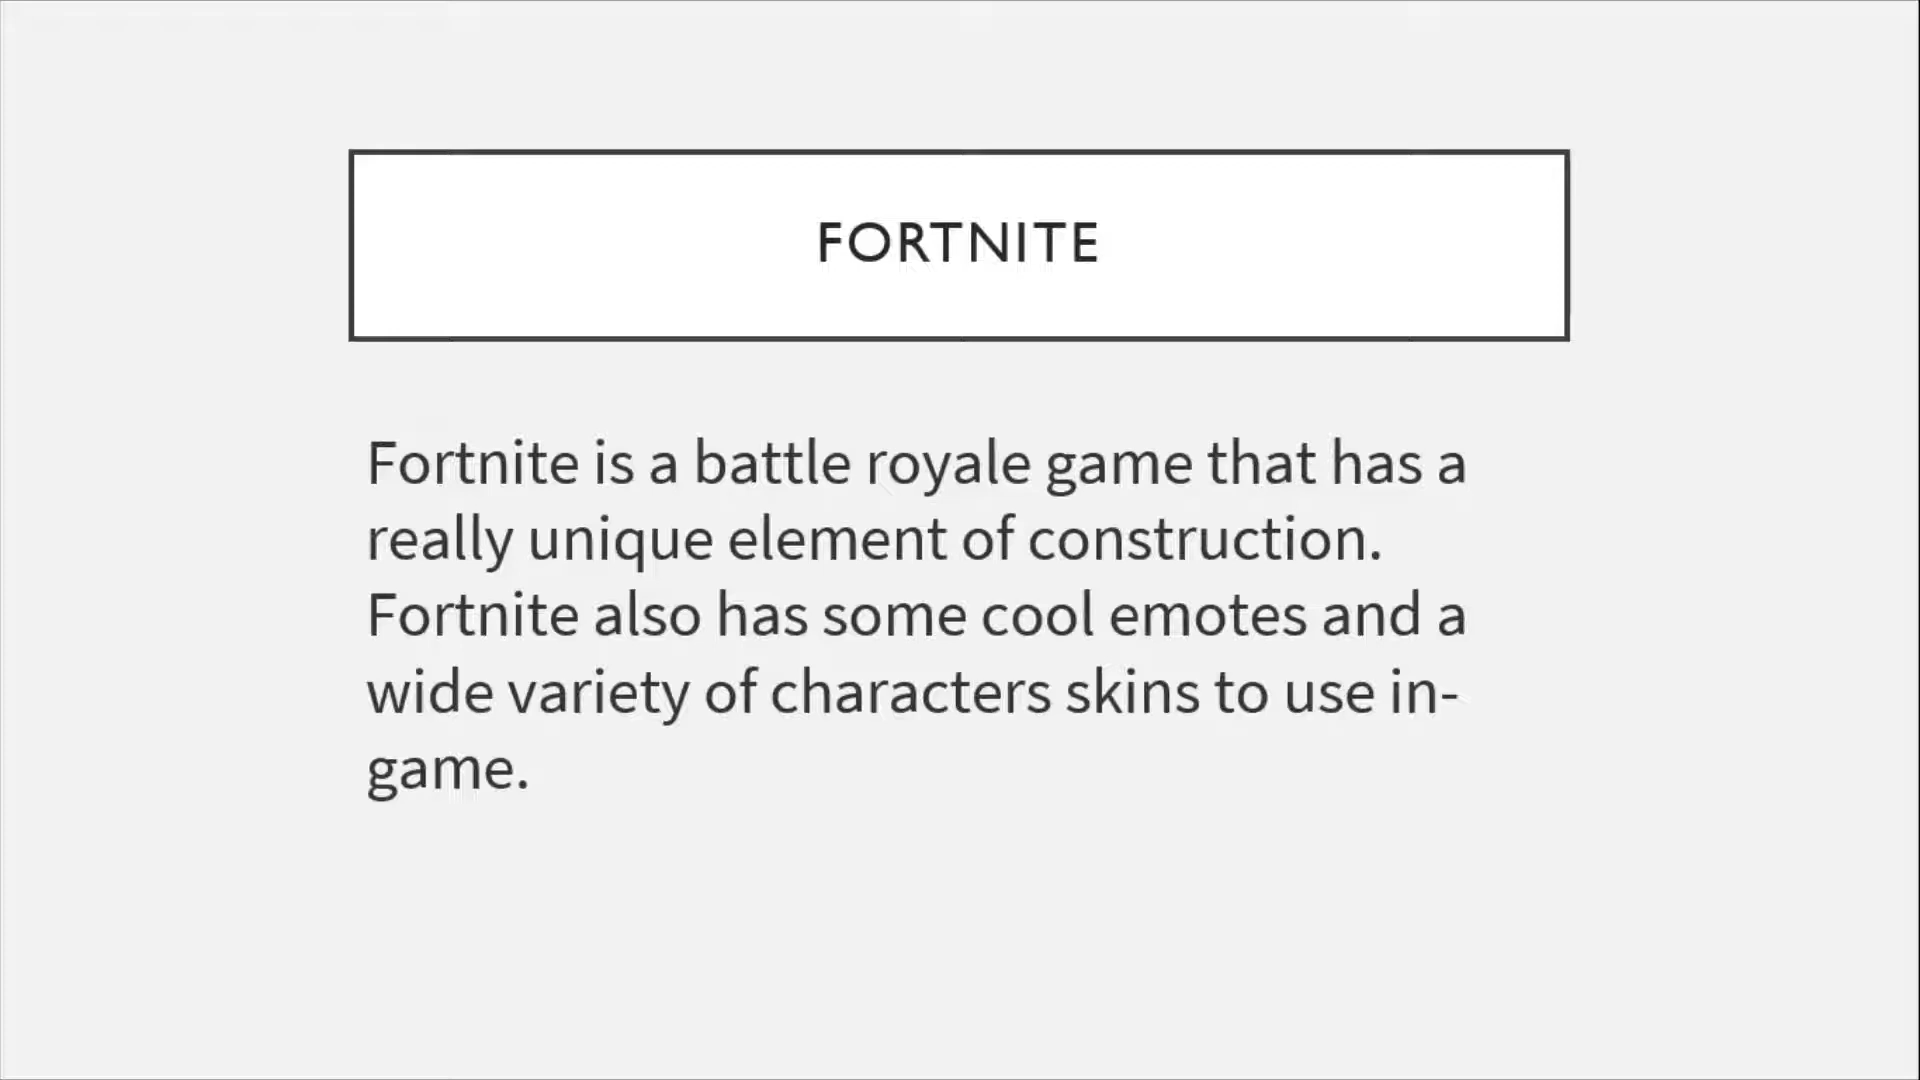 FORTNITE
Fortnite is a battle royale game that has a
really unique element of construction.
Fortnite also has some cool emotes and a
wide variety of characters skins to use in-
game.